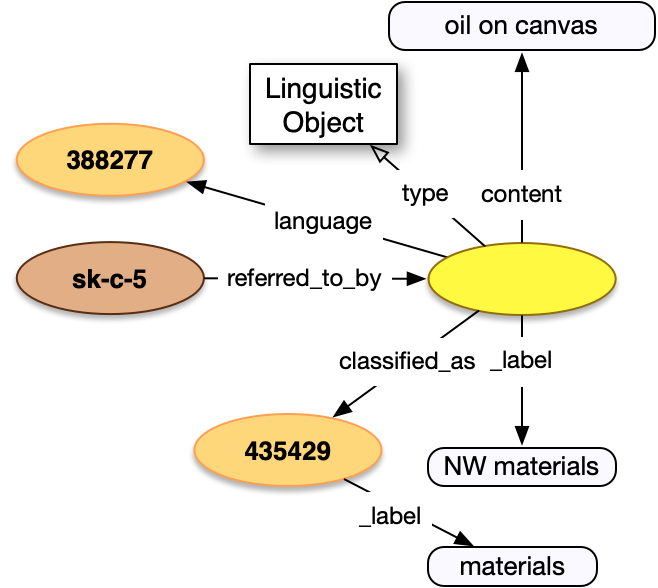 oil on canvas
Linguistic
Object
388277
type
content
language
sk-c-5
referred_to_by
classified_as
_label
435429
NW materials
_label
materials